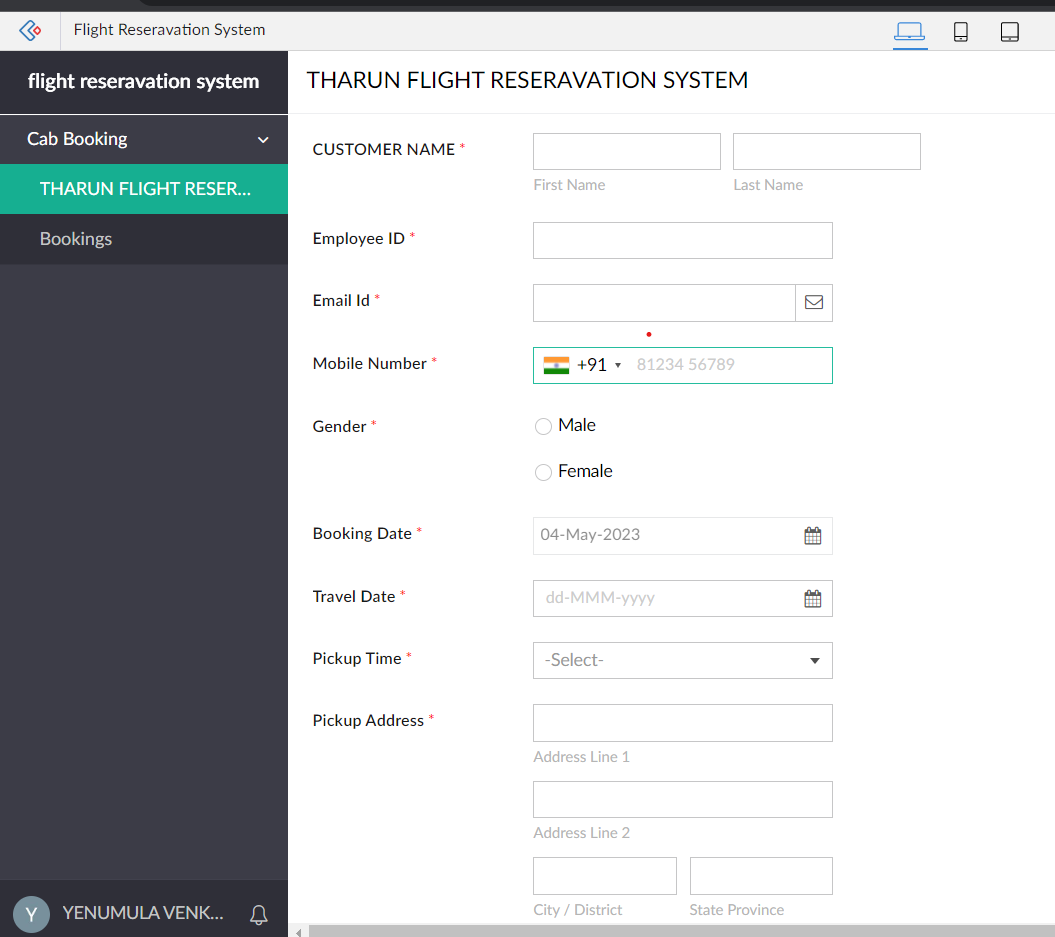 Flight Reseravation System
flight reseravation system
Cab Booking
THARUN FLIGHT RESER...
Bookings
YENUMULA VENK...
Y
THARUN FLIGHT RESERAVATION SYSTEM
CUSTOMER NAME *
First Name
Last Name
Employee ID *
Email Id *
Mobile Number *
+91
81234 56789
Gender *
Male
Female
Booking Date *
04-May-2023
Travel Date *
dd-MMM-yyyy
Pickup Time *
-Select-
Pickup Address *
Address Line 1
Address Line 2
City / District
State Province